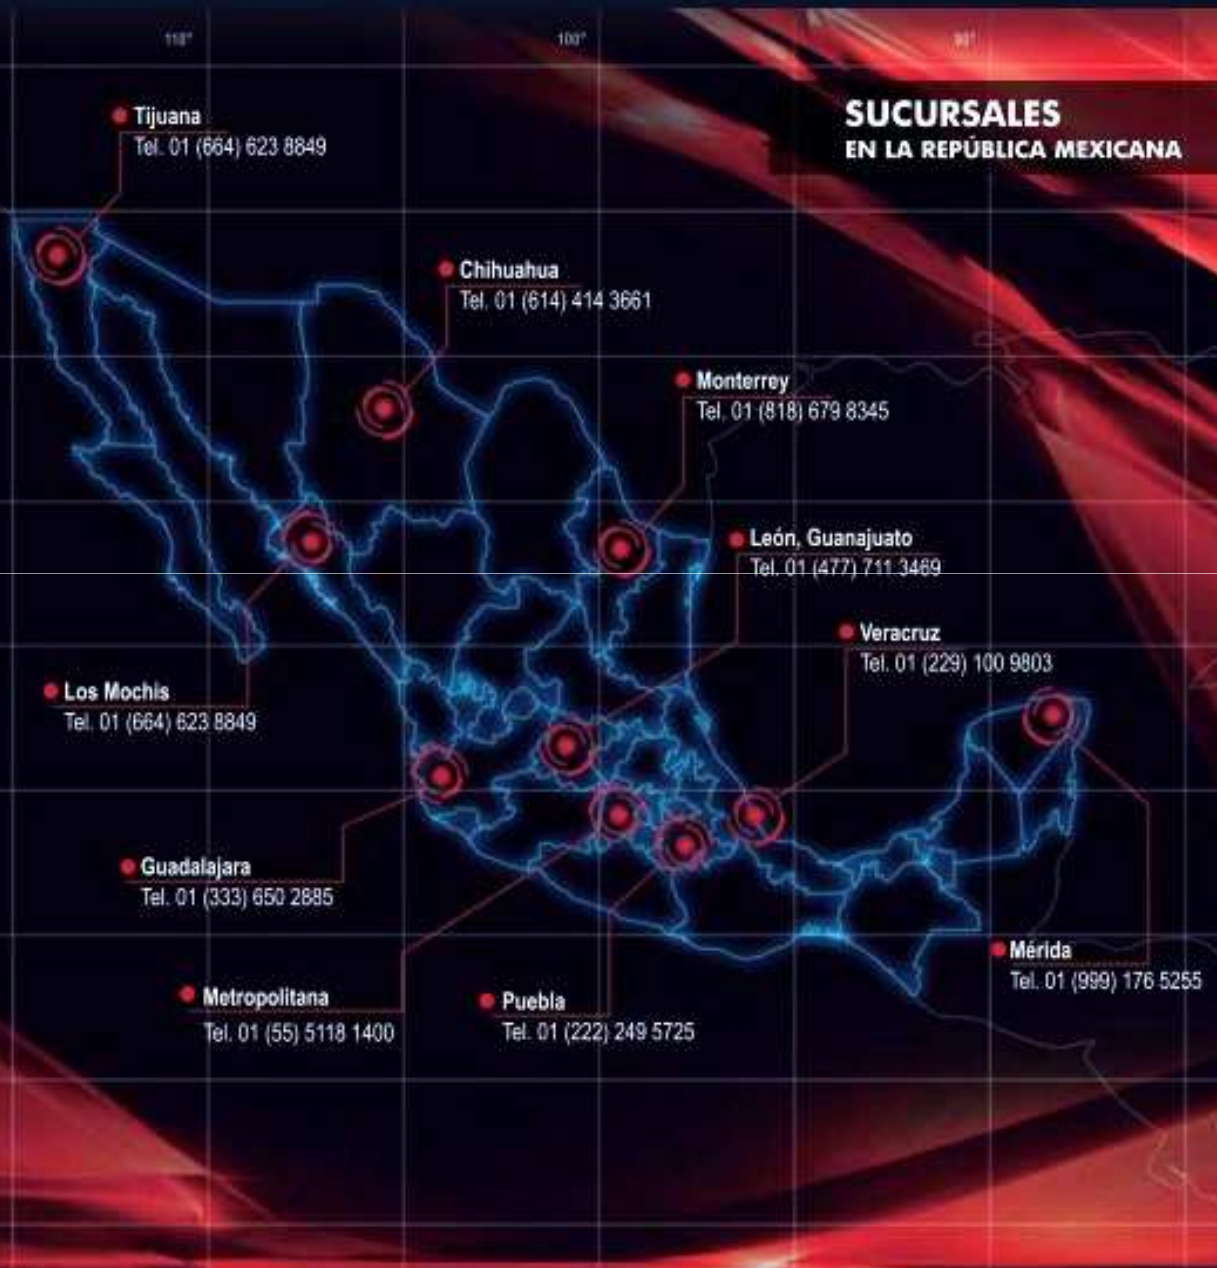 110°
100°
90°
SUCURSALES
EN LA REPÚBLICA MEXICANA
Tijuana
Tel. 01 (664) 623 8849
Chihuahua
Tel. 01 (614) 414 3661
Monterrey
Tel. 01 (818) 679 8345
León, Guanajuato
Tel. 01 (477) 711 3469
Veracruz
Tel. 01 (229) 100 9803
Los Mochis
Tel. 01 (664) 623 8849
Guadalajara
Tel. 01 (333) 650 2885
Mérida
Tel. 01 (999) 176 5255
Metropolitana
Tel. 01 (55) 5118 1400
Puebla
Tel. 01 (222) 249 5725